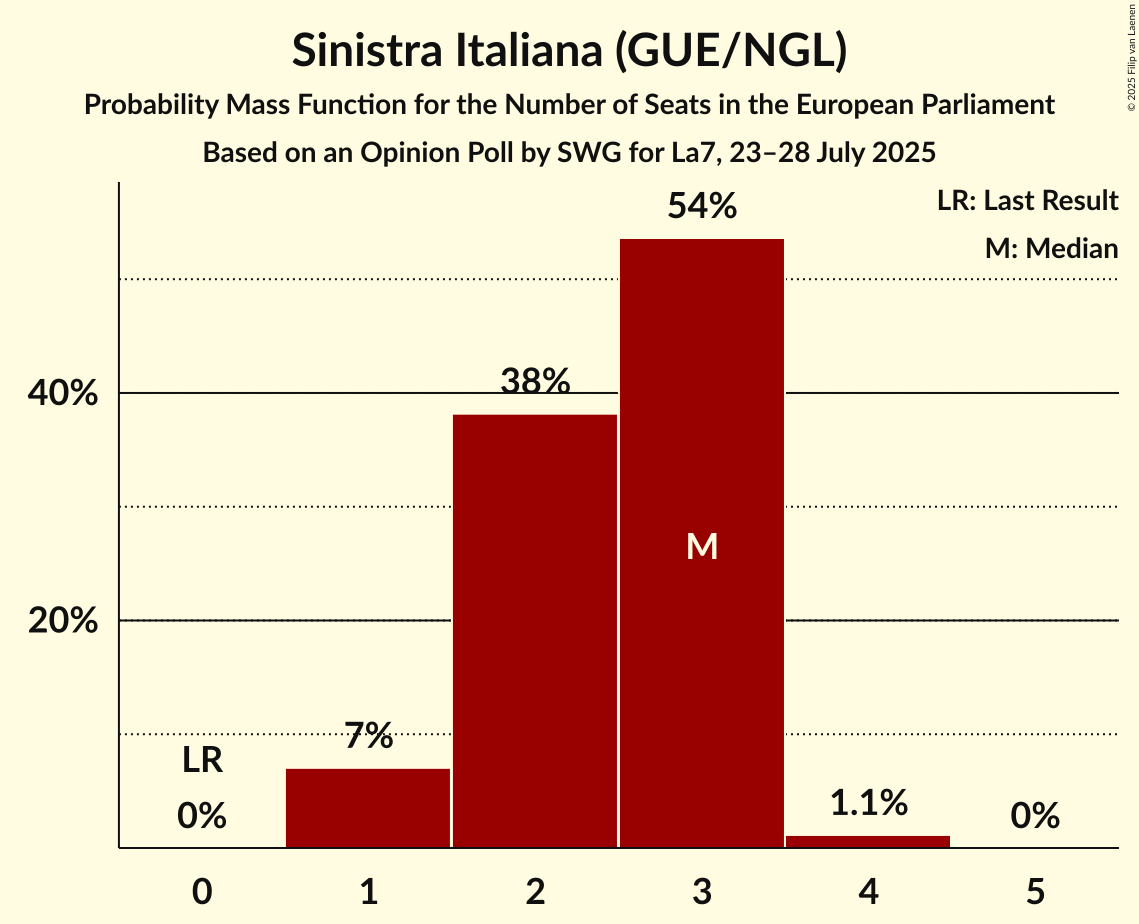 Sinistra Italiana (GUE/NGL)
Probability Mass Function for the Number of Seats in the European Parliament
Based on an Opinion Poll by SWG for La7, 23–28 July 2025
© 2025 Filip van Laenen
LR: Last Result
M: Median
54%
38%
40%
M
20%
7%
LR
1.1%
0%
0%
0 1 2 3 4 5